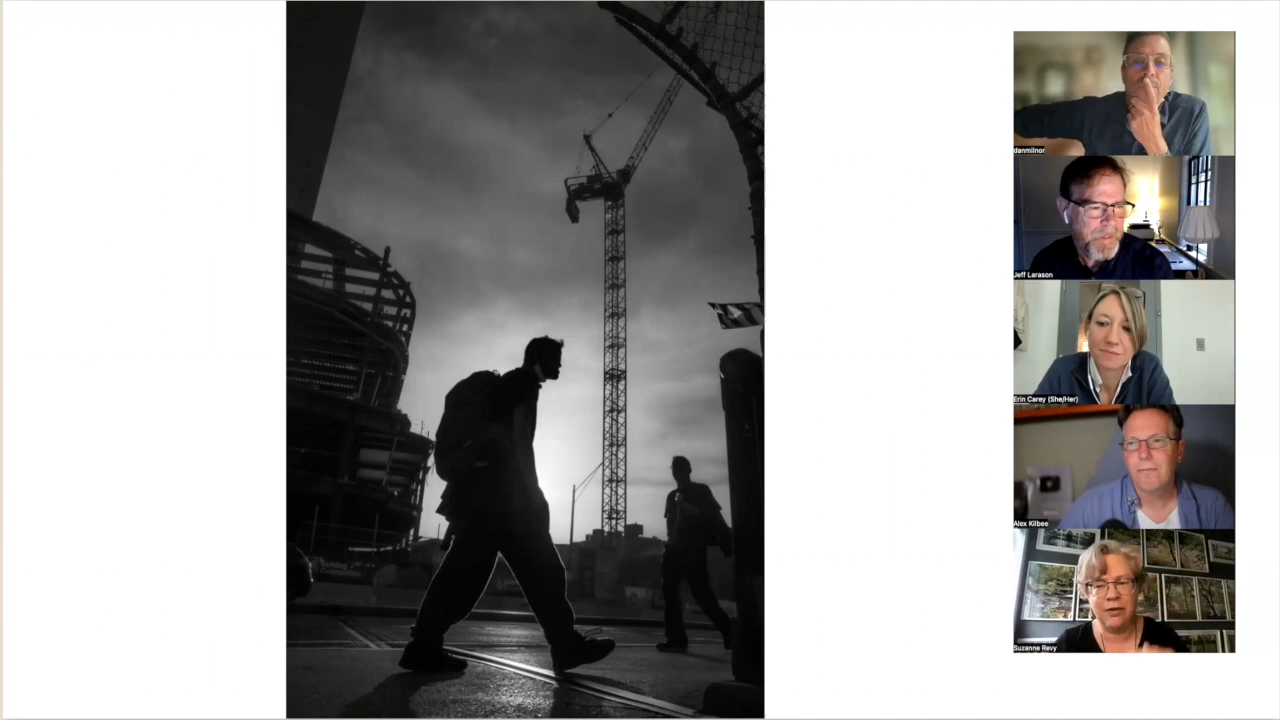 danmilnor
Jeff Larason
Erin Carey (She/Her)
Alex Kilbee
Suzanne Revy